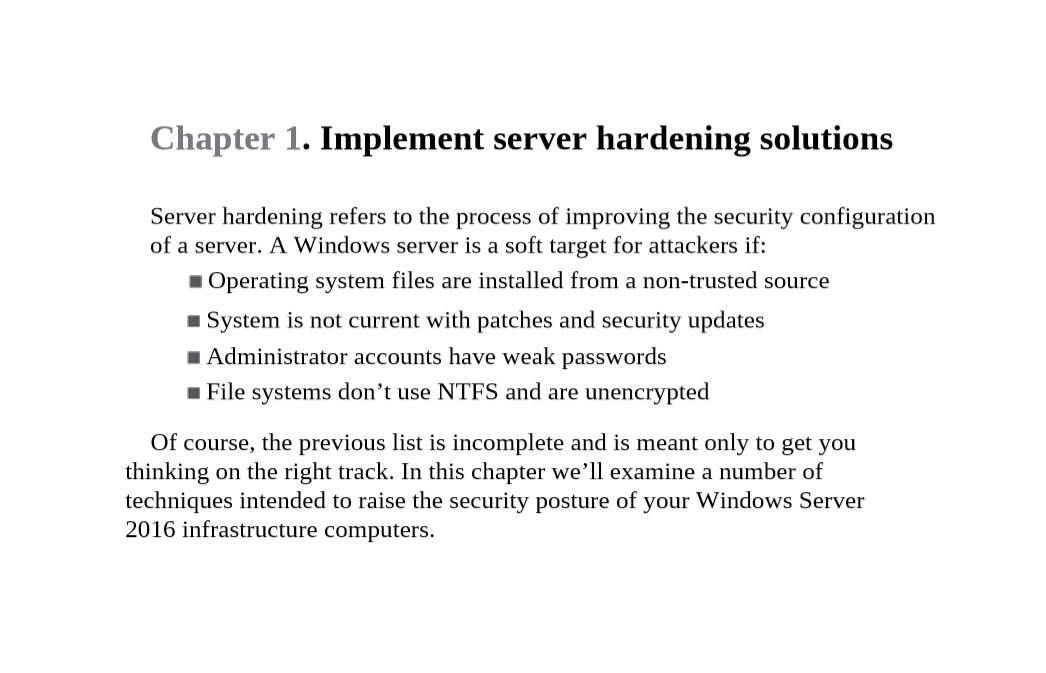 Chapter 1. Implement server hardening solutions
Server hardening refers to the process of improving the security configuration
of a server. A Windows server is a soft target for attackers if:
■ Operating system files are installed from a non-trusted source
■ System is not current with patches and security updates
■ Administrator accounts have weak passwords
■ File systems don’t use NTFS and are unencrypted
Of course, the previous list is incomplete and is meant only to get you
thinking on the right track. In this chapter we’ll examine a number of
techniques intended to raise the security posture of your Windows Server
2016 infrastructure computers.